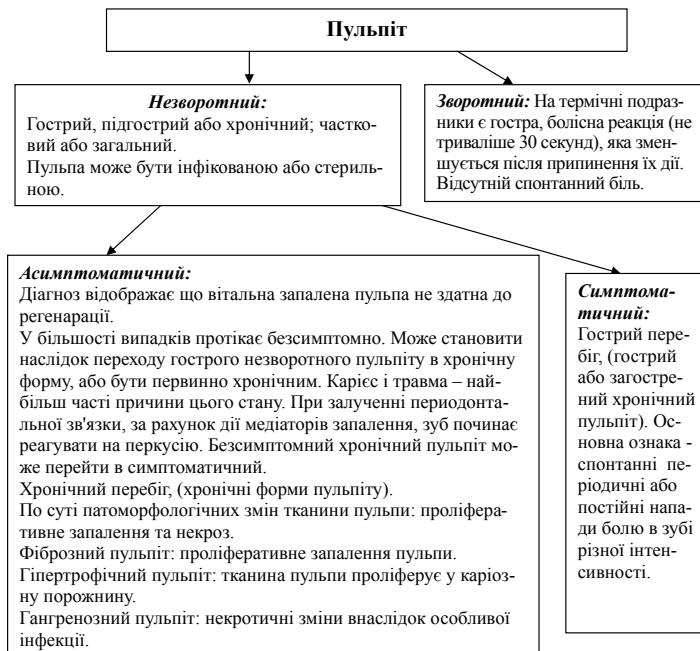 Пульпіт
Незворотний:
Гострий, підгострий або хронічний; частко-
вий або загальний.
Пульпа може бути інфікованою або стериль-
ною.
Зворотний: На термічні подраз-
ники є гостра, болісна реакція (не
триваліше 30 секунд), яка змен-
шується після припинення їх дії.
Відсутній спонтанний біль.
Асимптоматичний:
Діагноз відображає що вітальна запалена пульпа не здатна до
регенарації.
У більшості випадків протікає безсимптомно. Може становити
наслідок переходу гострого незворотного пульпіту в хронічну
форму, або бути первинно хронічним. Карієс і травма – най-
більш часті причини цього стану. При залученні периодонта-
льної зв'язки, за рахунок дії медіаторів запалення, зуб починає
реагувати на перкусію. Безсимптомний хронічний пульпіт мо-
же перейти в симптоматичний.
Хронічний перебіг, (хронічні форми пульпіту).
По суті патоморфологічних змін тканини пульпи: проліфера-
тивне запалення та некроз.
Фіброзний пульпіт: проліферативне запалення пульпи.
Гіпертрофічний пульпіт: тканина пульпи проліферує у каріоз-
ну порожнину.
Гангренозний пульпіт: некротичні зміни внаслідок особливої
інфекції.
Симптома-
тичний:
Гострий пере-
біг, (гострий
або загост-
рений хронічний
пульпіт). Ос-
новна ознака -
спонтанні пе-
ріодичні або
постійні напа-
ди болю в зубі
різної інтен-
сивності.